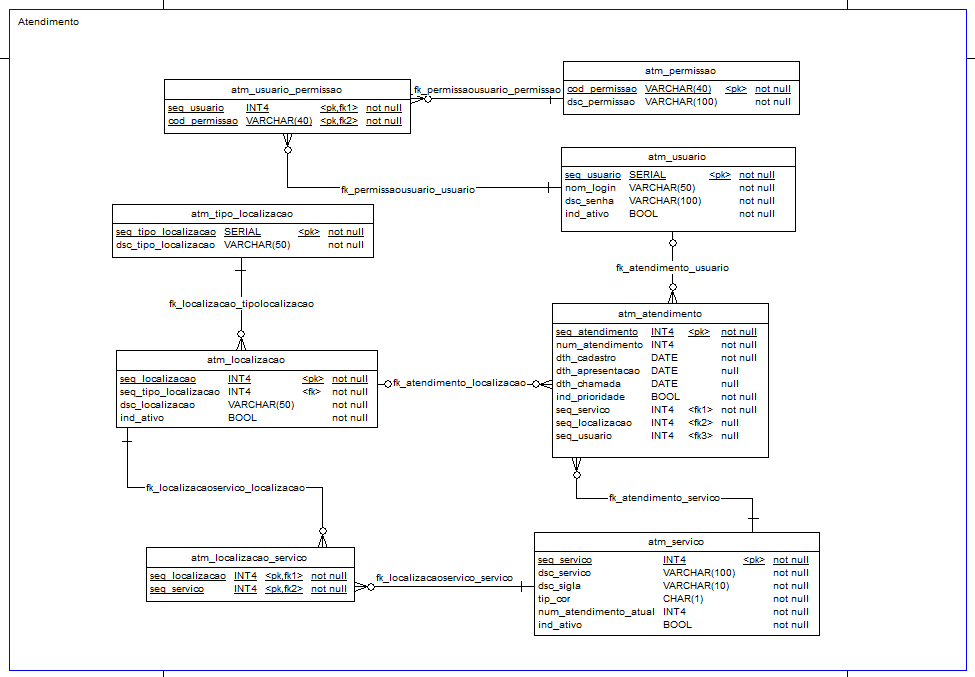 Atendimento
atm_permissao
cod_permissao VARCHAR(40) <pk> not null
dsc_permissao VARCHAR(100) not null
atm_usuario_permissao
seq_usuario INT4 <pk,fk1> not null
cod_permissao VARCHAR(40) <pk,fk2> not null
fk_permissaousuario_permissao
fk_permissaousuario_usuario
atm_usuario
seq_usuario SERIAL <pk> not null
nom_login VARCHAR(50) not null
dsc_senha VARCHAR(100) not null
ind_ativo BOOL not null
atm_tipo_localizacao
seq_tipo_localizacao SERIAL <pk> not null
dsc_tipo_localizacao VARCHAR(50) not null
fk_atendimento_usuario
fk_localizacao_tipolocalizacao
atm_atendimento
seq_atendimento INT4 <pk> not null
num_atendimento INT4 not null
dth_cadastro DATE not null
dth_apresentacao DATE null
dth_chamada DATE null
ind_prioridade BOOL not null
seq_servico INT4 <fk1> not null
seq_localizacao INT4 <fk2> null
seq_usuario INT4 <fk3> null
atm_localizacao
seq_localizacao INT4 <pk> not null
seq_tipo_localizacao INT4 <fk> not null
dsc_localizacao VARCHAR(50) not null
ind_ativo BOOL not null
fk_atendimento_localizacao
fk_localizacaoservico_localizacao
fk_atendimento_servico
atm_localizacao_servico
seq_localizacao INT4 <pk,fk1> not null
seq_servico INT4 <pk,fk2> not null
fk_localizacaoservico_servico
atm_servico
seq_servico INT4 <pk> not null
dsc_servico VARCHAR(100) not null
dsc_sigla VARCHAR(10) not null
tip_cor CHAR(1) not null
num_atendimento_atual INT4 not null
ind_ativo BOOL not null